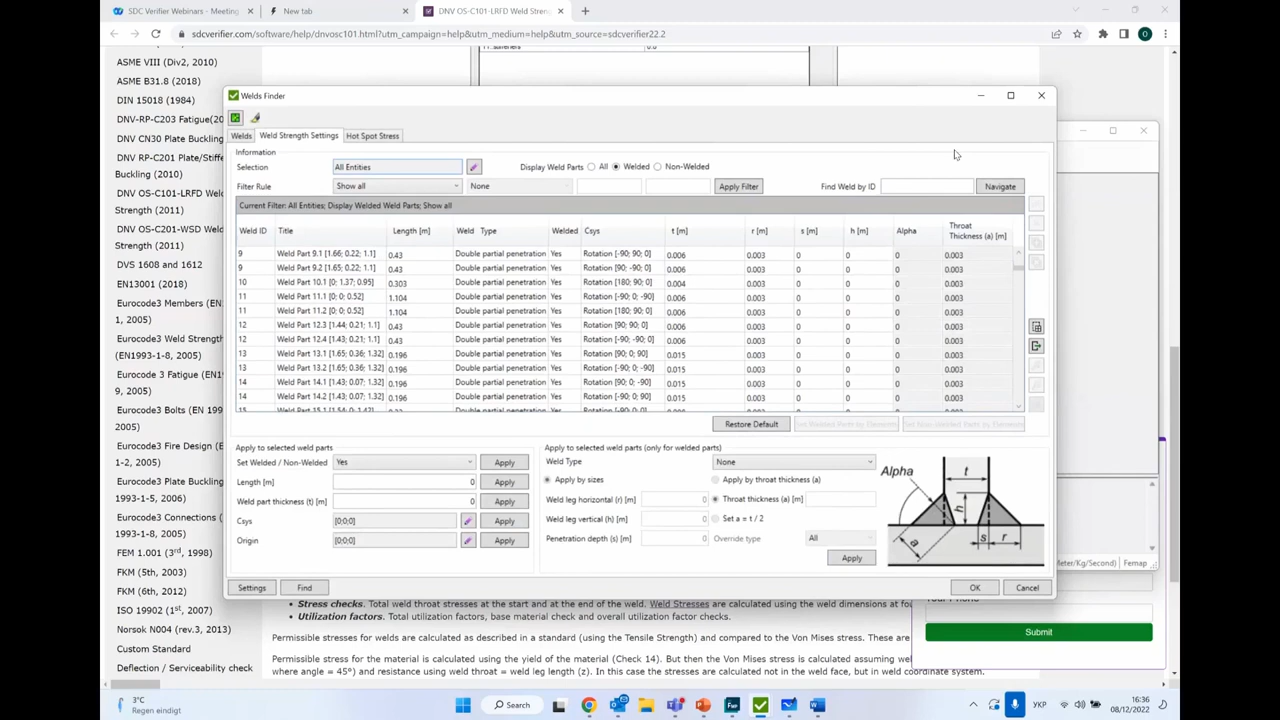 SDC Verifier Webinars - Meeting
New tab
DNV OS-C101-LRFD Weld Stren
sdcverifier.com/software/help/dnvosc101.html?utm_campaign=help&utm_medium=help&utm_source=sdcverifier22.2
ASME VIII (Div2, 2010)
ASME B31.8 (2018)
DIN 15018 (1984)
DNV-RP-C203 Fatigue(20
DNV CN30 Plate Buckling
DNV RP-C201 Plate/Stiffe
Buckling (2010)
DNV OS-C101-LRFD Weld
Strength (2011)
DNV OS-C201-WSD Weld
Strength (2011)
DVS 1608 and 1612
EN13001 (2018)
Eurocode3 Members (EN
1, 2005)
Eurocode3 Weld Strength
(EN1993-1-8, 2005)
Eurocode 3 Fatigue (EN1
9, 2005)
Eurocode3 Bolts (EN 199
2005)
Eurocode3 Fire Design (E
1-2, 2005)
Eurocode3 Plate Buckling
1993-1-5, 2006)
Eurocode3 Connections (
1993-1-8, 2005)
FEM 1.001 (3rd, 1998)
FKM (5th, 2003)
FKM (6th, 2012)
ISO 19902 (1st, 2007)
Norsok N004 (rev.3, 2013)
Custom Standard
Deflection / Serviceability check
Welds Finder
Welds Weld Strength Settings Hot Spot Stress
Information
Selection All Entities Display Weld Parts All Welded Non-Welded
Filter Rule Show all None Apply Filter Find Weld by ID Navigate
Current Filter: All Entities; Display Welded Weld Parts; Show all
Weld ID Title Length [m] Weld Type Welded Csys t [m] r [m] s [m] h [m] Alpha Throat Thickness (a) [m]
9 Weld Part 9.1 [1.66; 0.22; 1.1] 0.43 Double partial penetration Yes Rotation [-90; 90; 0] 0.006 0.003 0 0 0 0.003
9 Weld Part 9.2 [1.65; 0.22; 1.1] 0.43 Double partial penetration Yes Rotation [90; -90; 0] 0.006 0.003 0 0 0 0.003
10 Weld Part 10.1 [0; 1.37; 0.95] 0.303 Double partial penetration Yes Rotation [180; 90; 0] 0.004 0.003 0 0 0 0.003
11 Weld Part 11.1 [0; 0; 0.52] 1.104 Double partial penetration Yes Rotation [-90; 0; -90] 0.006 0.003 0 0 0 0.003
11 Weld Part 11.2 [0; 0; 0.52] 1.104 Double partial penetration Yes Rotation [180; 90; 0] 0.006 0.003 0 0 0 0.003
12 Weld Part 12.3 [1.44; 0.21; 1.1] 0.43 Double partial penetration Yes Rotation [90; 90; 0] 0.006 0.003 0 0 0 0.003
12 Weld Part 12.4 [1.43; 0.21; 1.1] 0.43 Double partial penetration Yes Rotation [-90; -90; 0] 0.006 0.003 0 0 0 0.003
13 Weld Part 13.1 [1.65; 0.36; 1.32] 0.196 Double partial penetration Yes Rotation [90; 0; 90] 0.015 0.003 0 0 0 0.003
13 Weld Part 13.2 [1.65; 0.36; 1.32] 0.196 Double partial penetration Yes Rotation [-90; 0; -90] 0.015 0.003 0 0 0 0.003
14 Weld Part 14.1 [1.43; 0.07; 1.32] 0.196 Double partial penetration Yes Rotation [-90; 0; 90] 0.015 0.003 0 0 0 0.003
14 Weld Part 14.2 [1.43; 0.07; 1.32] 0.196 Double partial penetration Yes Rotation [90; 0; -90] 0.015 0.003 0 0 0 0.003
Restore Default
Apply to selected weld parts
Set Welded / Non-Welded Yes Apply
Length [m] 0 Apply
Weld part thickness (t) [m] 0 Apply
Csys [0;0;0] Apply
Origin [0;0;0] Apply
Apply to selected weld parts (only for welded parts)
Weld Type None
Apply by sizes Apply by throat thickness (a)
Weld leg horizontal (r) [m] 0 Throat thickness (a) [m]
Weld leg vertical (h) [m] 0 Set a = t / 2
Penetration depth (s) [m] 0 Override type All
Apply
Alpha t h a s r
Settings Find OK Cancel
Meter/Kg/Second) Femap
Submit
Stress checks. Total weld throat stresses at the start and at the end of the weld. Weld Stresses are calculated using the weld dimensions at fou
Utilization factors. Total utilization factors, base material check and overall utilization factor checks.
Permissible stress for welds are calculated as described in a standard (using the Tensile Strength) and compared to the Von Mises stress. These are
Permissible stress for the material is calculated using the yield of the material (Check 14). But then the Von Mises stress is calculated assuming wel
where angle = 45°) and resistance using weld throat = weld leg length (z). In this case the stresses are calculated not in the weld face, but in weld coordinate system.
3°C
Regen eindigt
Search
УКР
16:36
08/12/2022